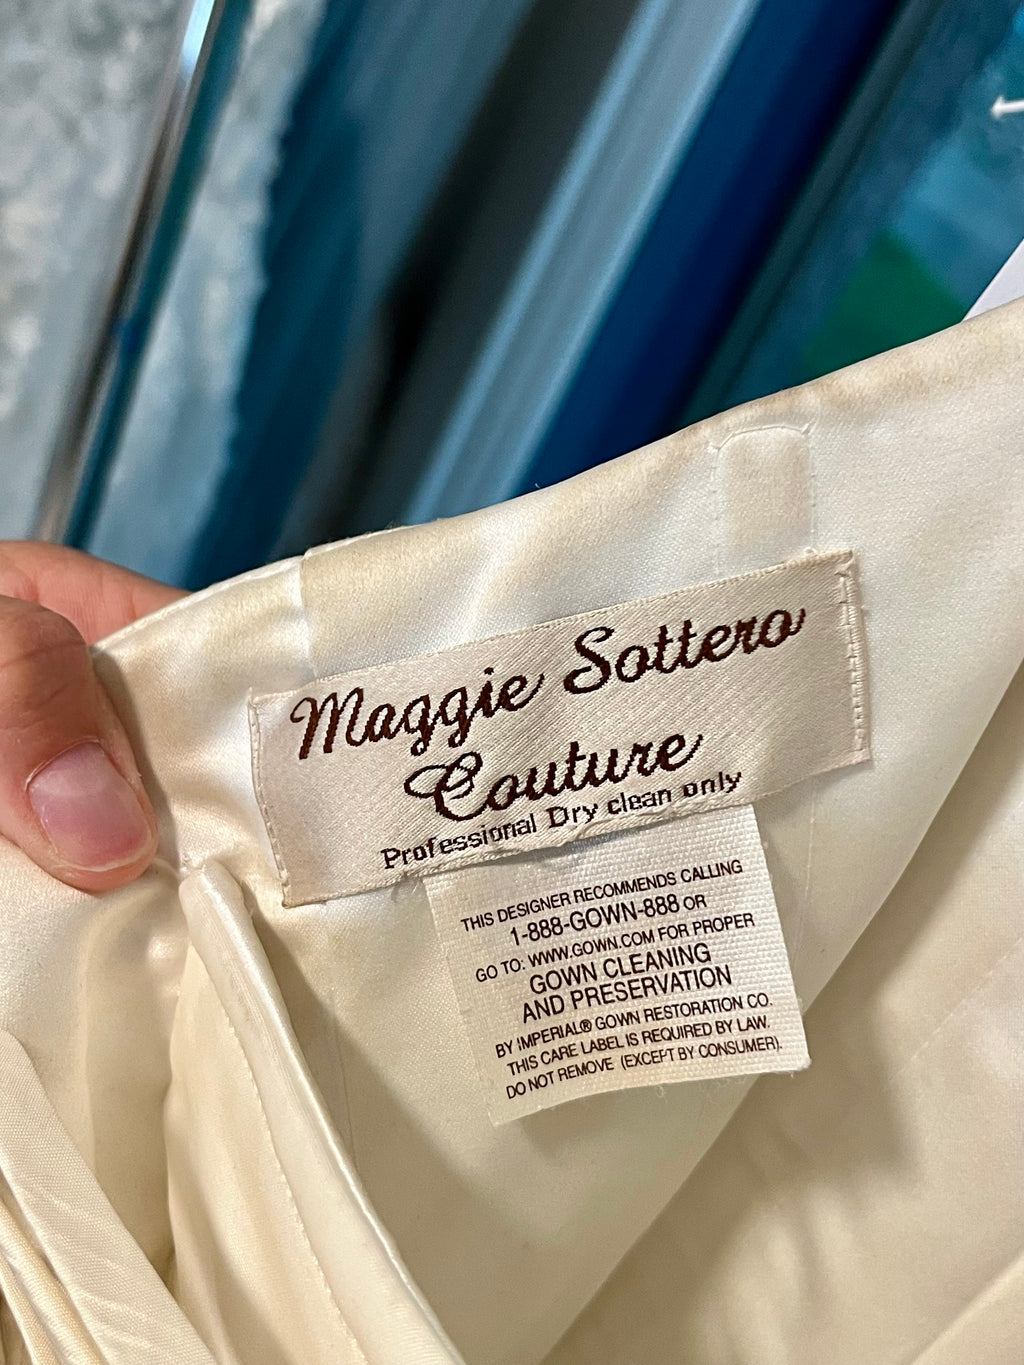 Maggie Sottero
Couture
Professional Dry clean only
THIS DESIGNER RECOMMENDS CALLING
1-888-GOWN-888 OR
GO TO: WWW.GOWN.COM FOR PROPER
GOWN CLEANING
AND PRESERVATION
BY IMPERIAL® GOWN RESTORATION CO.
THIS CARE LABEL IS REQUIRED BY LAW.
DO NOT REMOVE (EXCEPT BY CONSUMER).